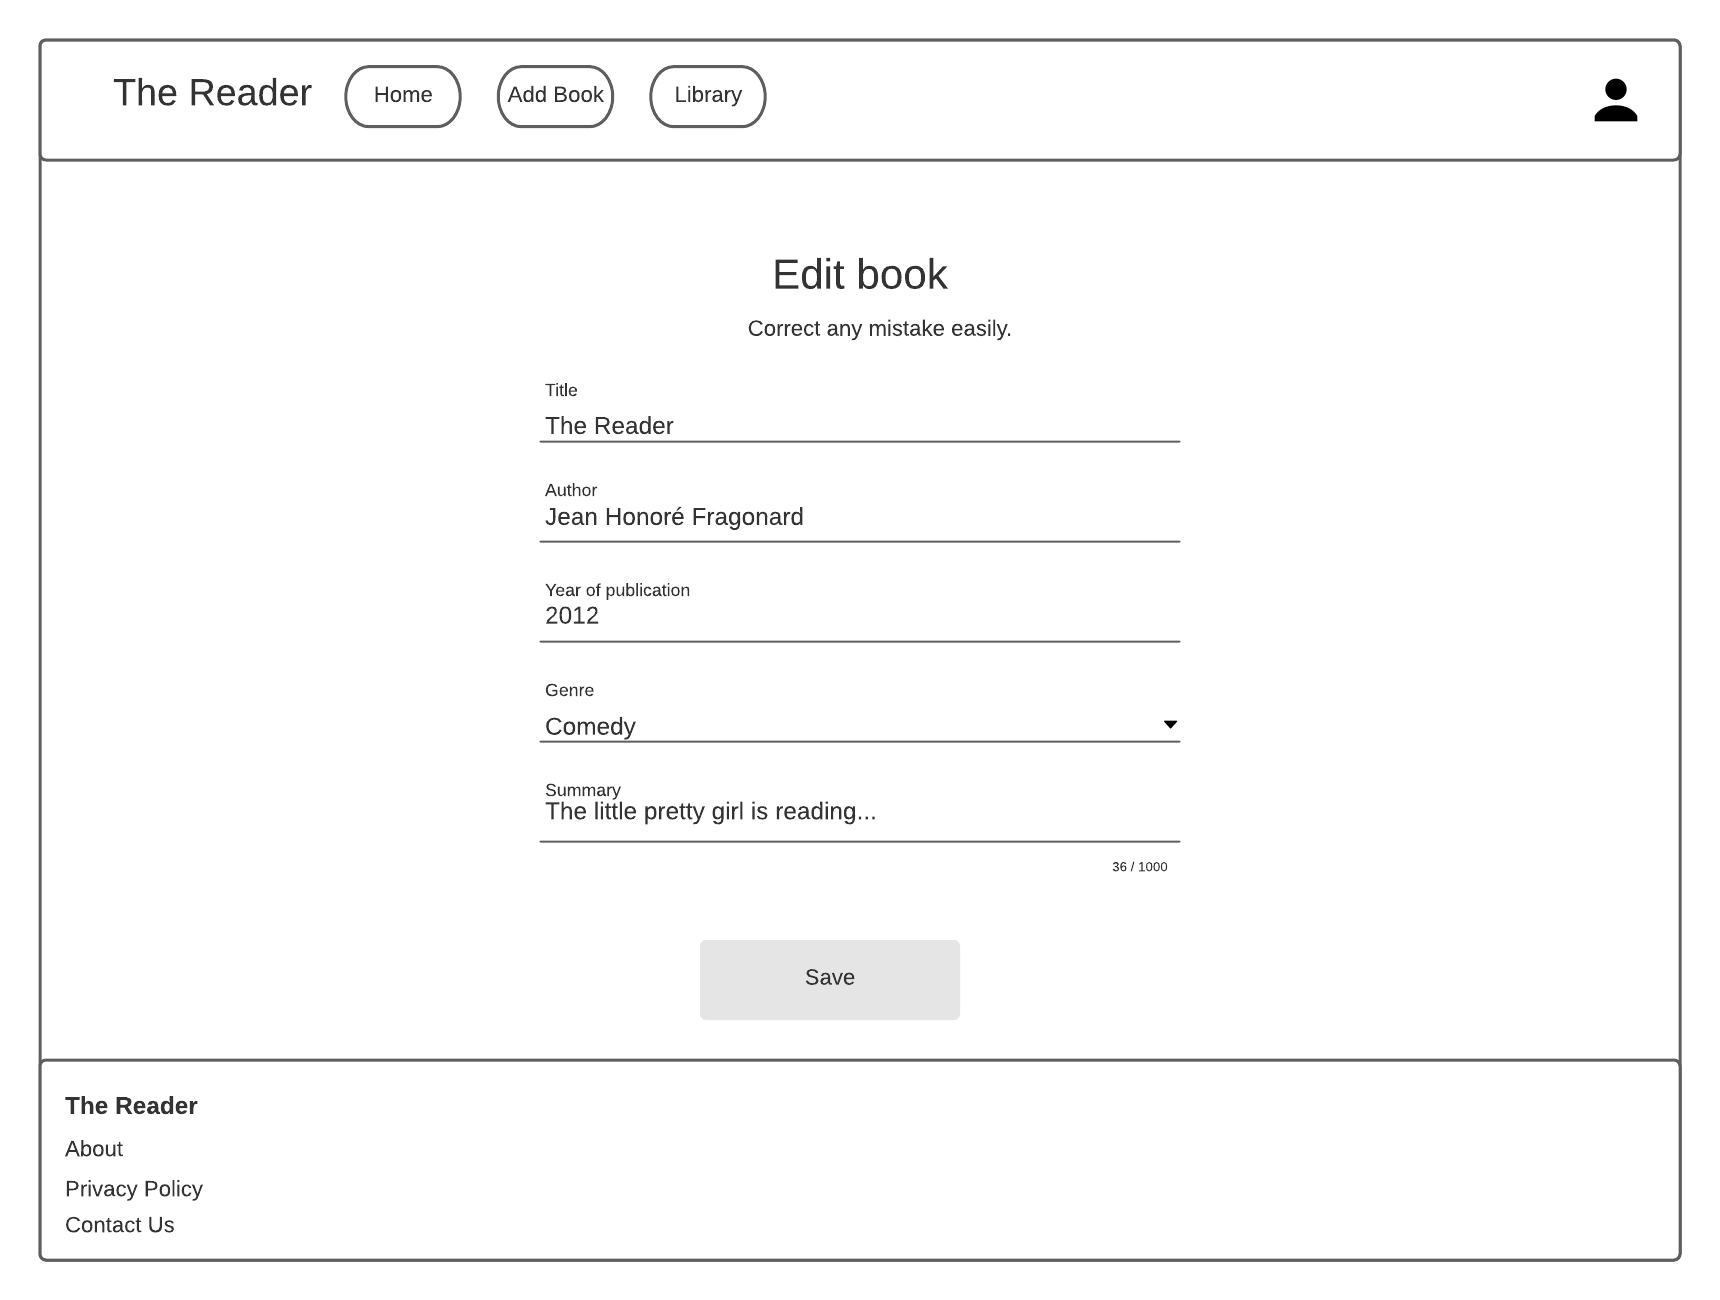 The Reader
Home
Add Book
Library
Edit book
Correct any mistake easily.
Title
The Reader
Author
Jean Honoré Fragonard
Year of publication
2012
Genre
Comedy
Summary
The little pretty girl is reading...
36 / 1000
Save
The Reader
About
Privacy Policy
Contact Us